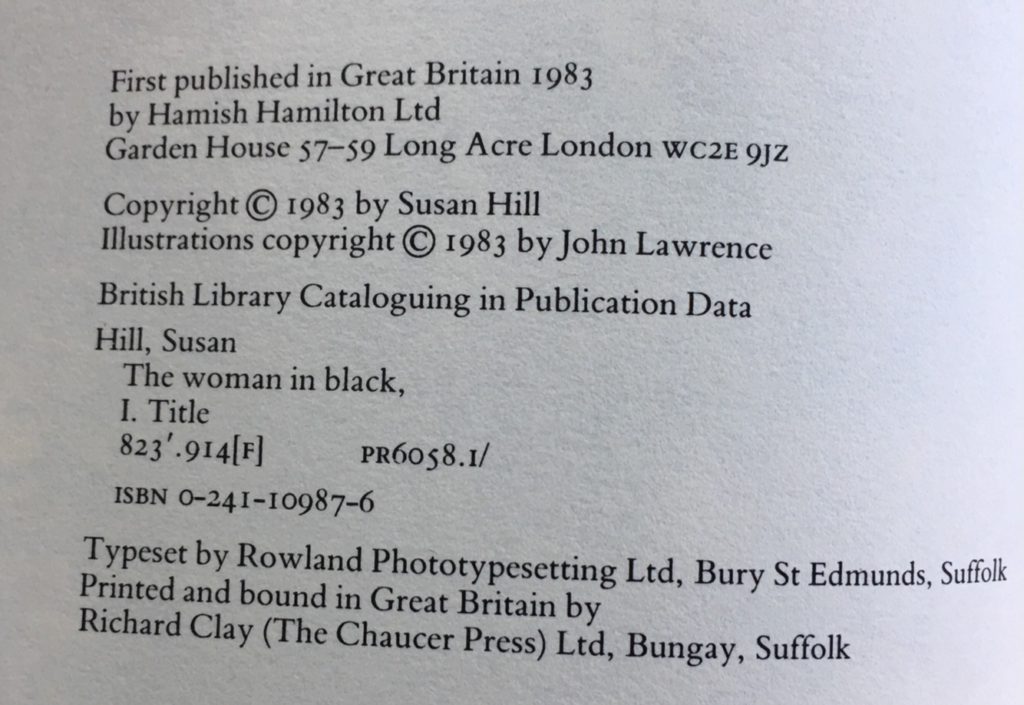 First published in Great Britain 1983
by Hamish Hamilton Ltd
Garden House 57–59 Long Acre London WC2E 9JZ
Copyright © 1983 by Susan Hill
Illustrations copyright © 1983 by John Lawrence
British Library Cataloguing in Publication Data
Hill, Susan
The woman in black,
I. Title
823'.914[F] PR6058.1/
ISBN 0-241-10987-6
Typeset by Rowland Phototypesetting Ltd, Bury St Edmunds, Suffolk
Printed and bound in Great Britain by
Richard Clay (The Chaucer Press) Ltd, Bungay, Suffolk